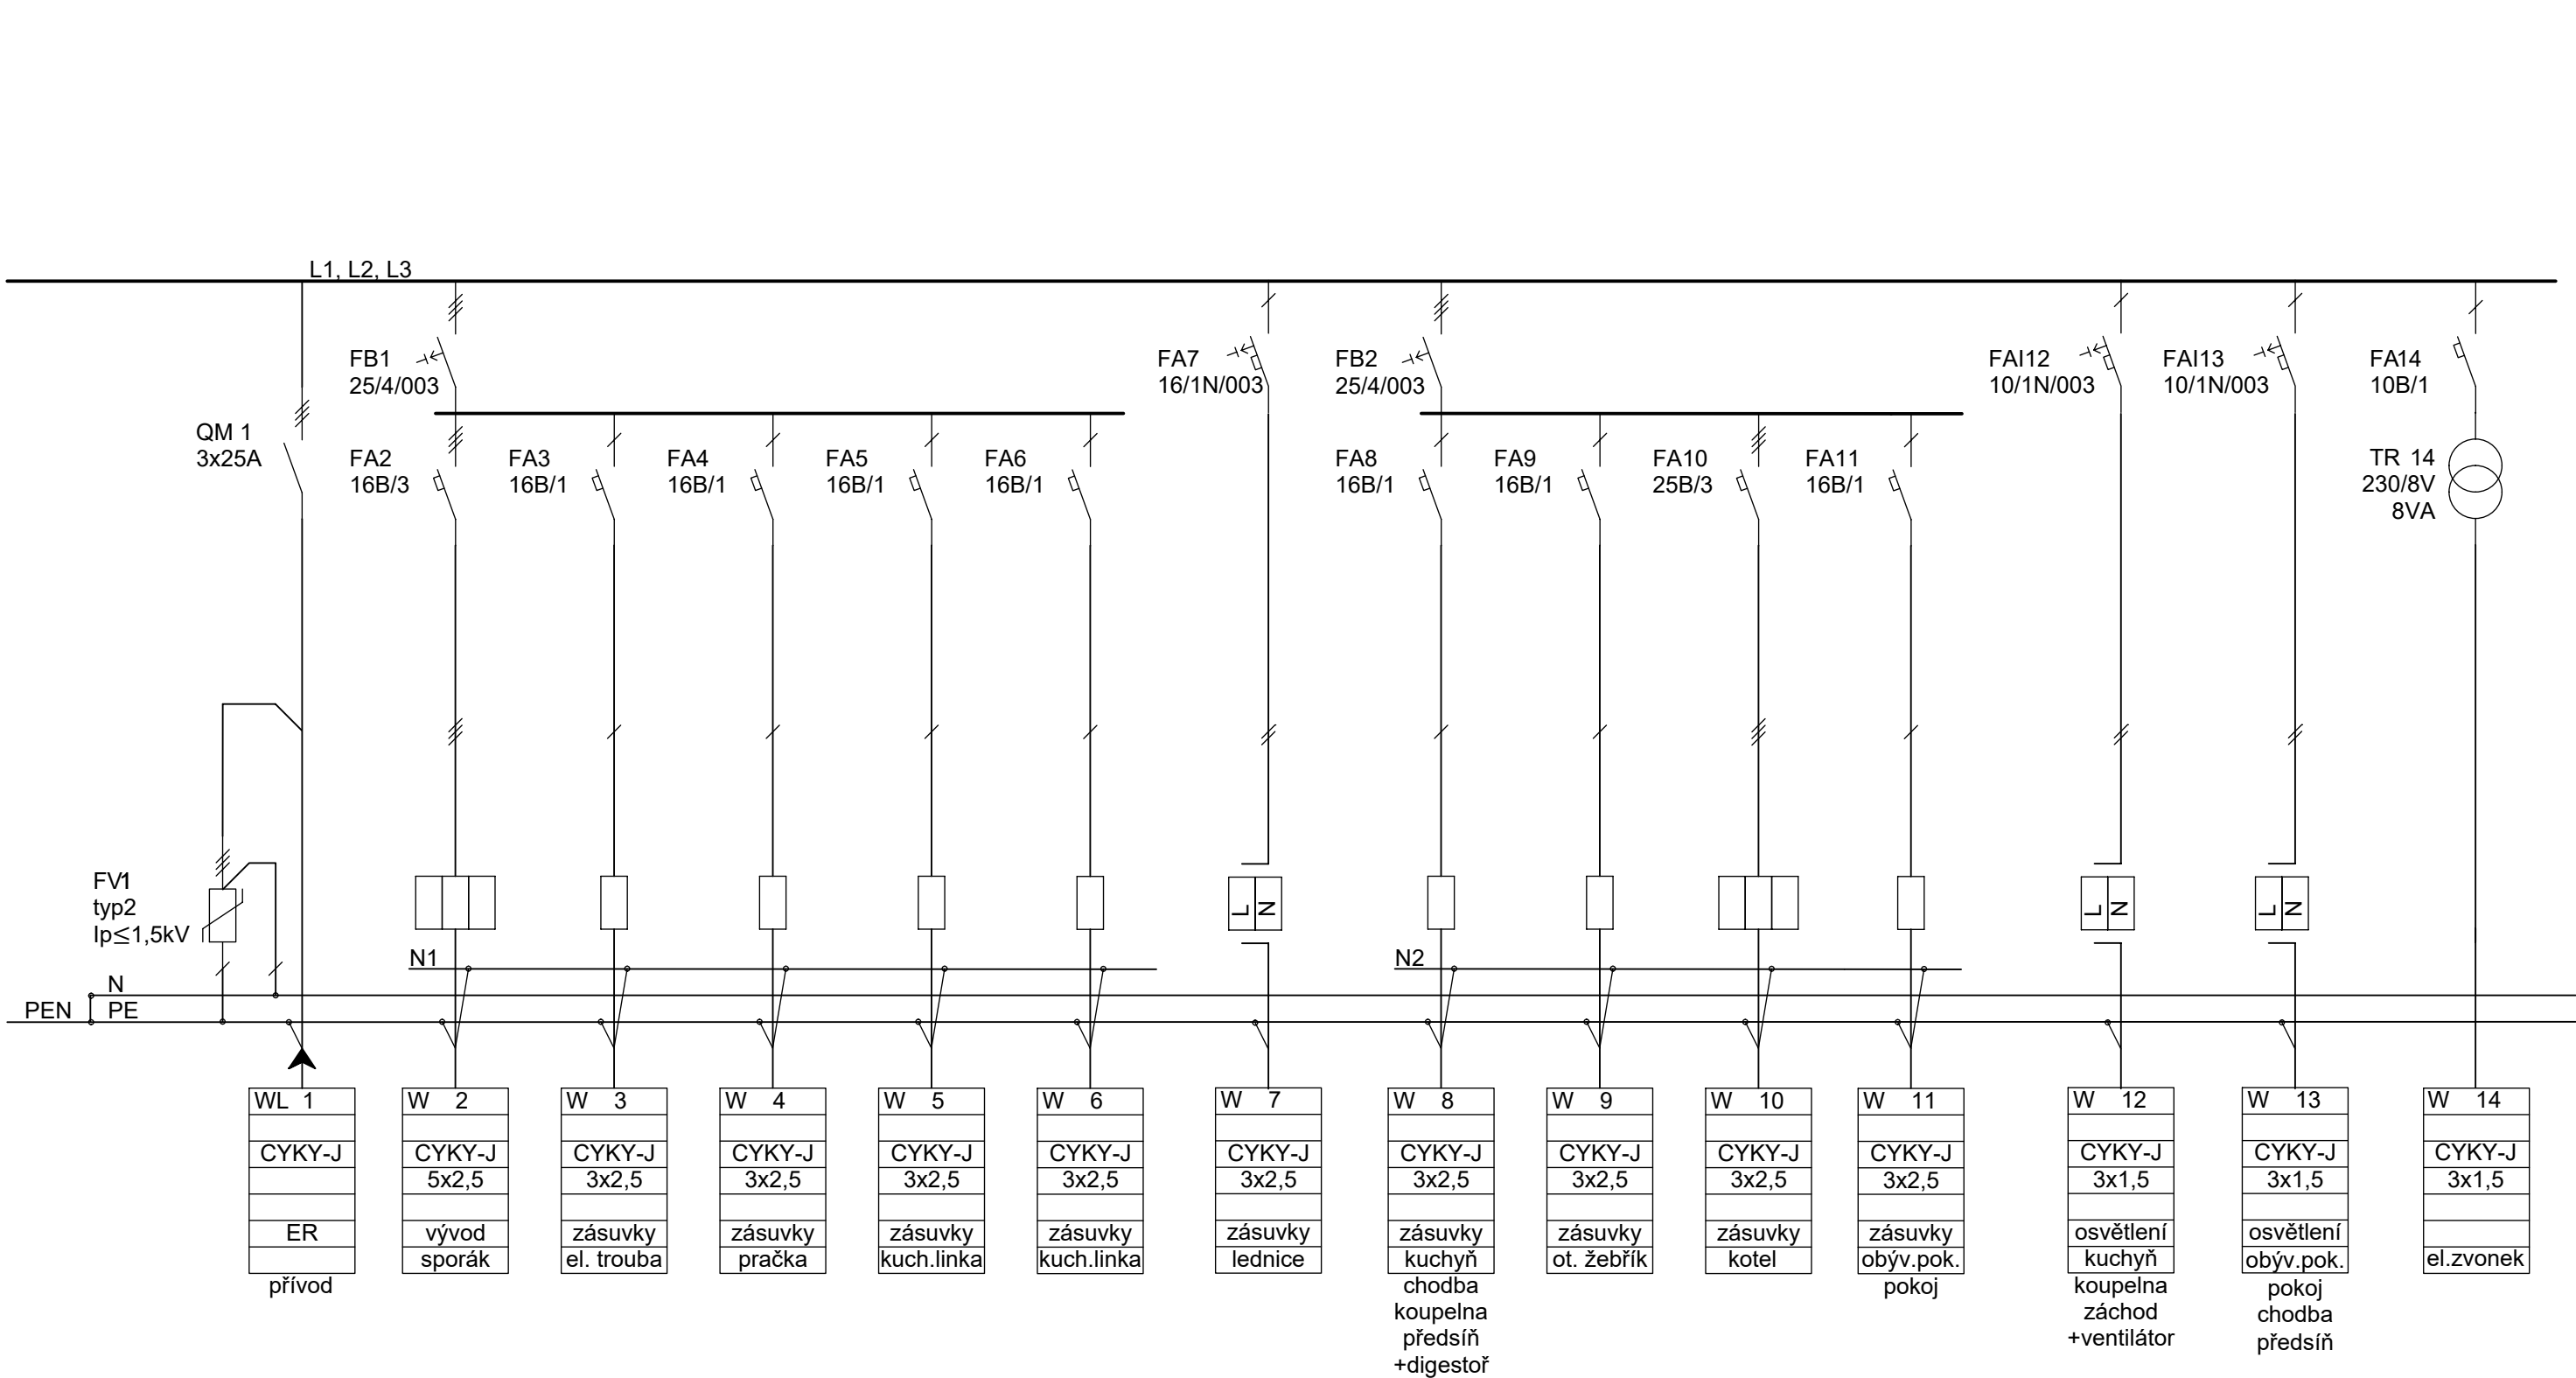 L1, L2, L3
QM 1
3x25A
FB1
25/4/003
FA2
16B/3
FA3
16B/1
FA4
16B/1
FA5
16B/1
FA6
16B/1
FA7
16/1N/003
FB2
25/4/003
FA8
16B/1
FA9
16B/1
FA10
25B/3
FA11
16B/1
FAI12
10/1N/003
FAI13
10/1N/003
FA14
10B/1
TR 14
230/8V
8VA
FV1
typ2
Ip≤1,5kV
L N
L N
L N
N1
N2
N
PEN PE
WL 1
CYKY-J
ER
přívod
W 2
CYKY-J
5x2,5
vývod
sporák
W 3
CYKY-J
3x2,5
zásuvky
el. trouba
W 4
CYKY-J
3x2,5
zásuvky
pračka
W 5
CYKY-J
3x2,5
zásuvky
kuch.linka
W 6
CYKY-J
3x2,5
zásuvky
kuch.linka
W 7
CYKY-J
3x2,5
zásuvky
lednice
W 8
CYKY-J
3x2,5
zásuvky
kuchyň
chodba
koupelna
předsíň
+digestoř
W 9
CYKY-J
3x2,5
zásuvky
ot. žebřík
W 10
CYKY-J
3x2,5
zásuvky
kotel
W 11
CYKY-J
3x2,5
zásuvky
obýv.pok.
pokoj
W 12
CYKY-J
3x1,5
osvětlení
kuchyň
koupelna
záchod
+ventilátor
W 13
CYKY-J
3x1,5
osvětlení
obýv.pok.
pokoj
chodba
předsíň
W 14
CYKY-J
3x1,5
el.zvonek